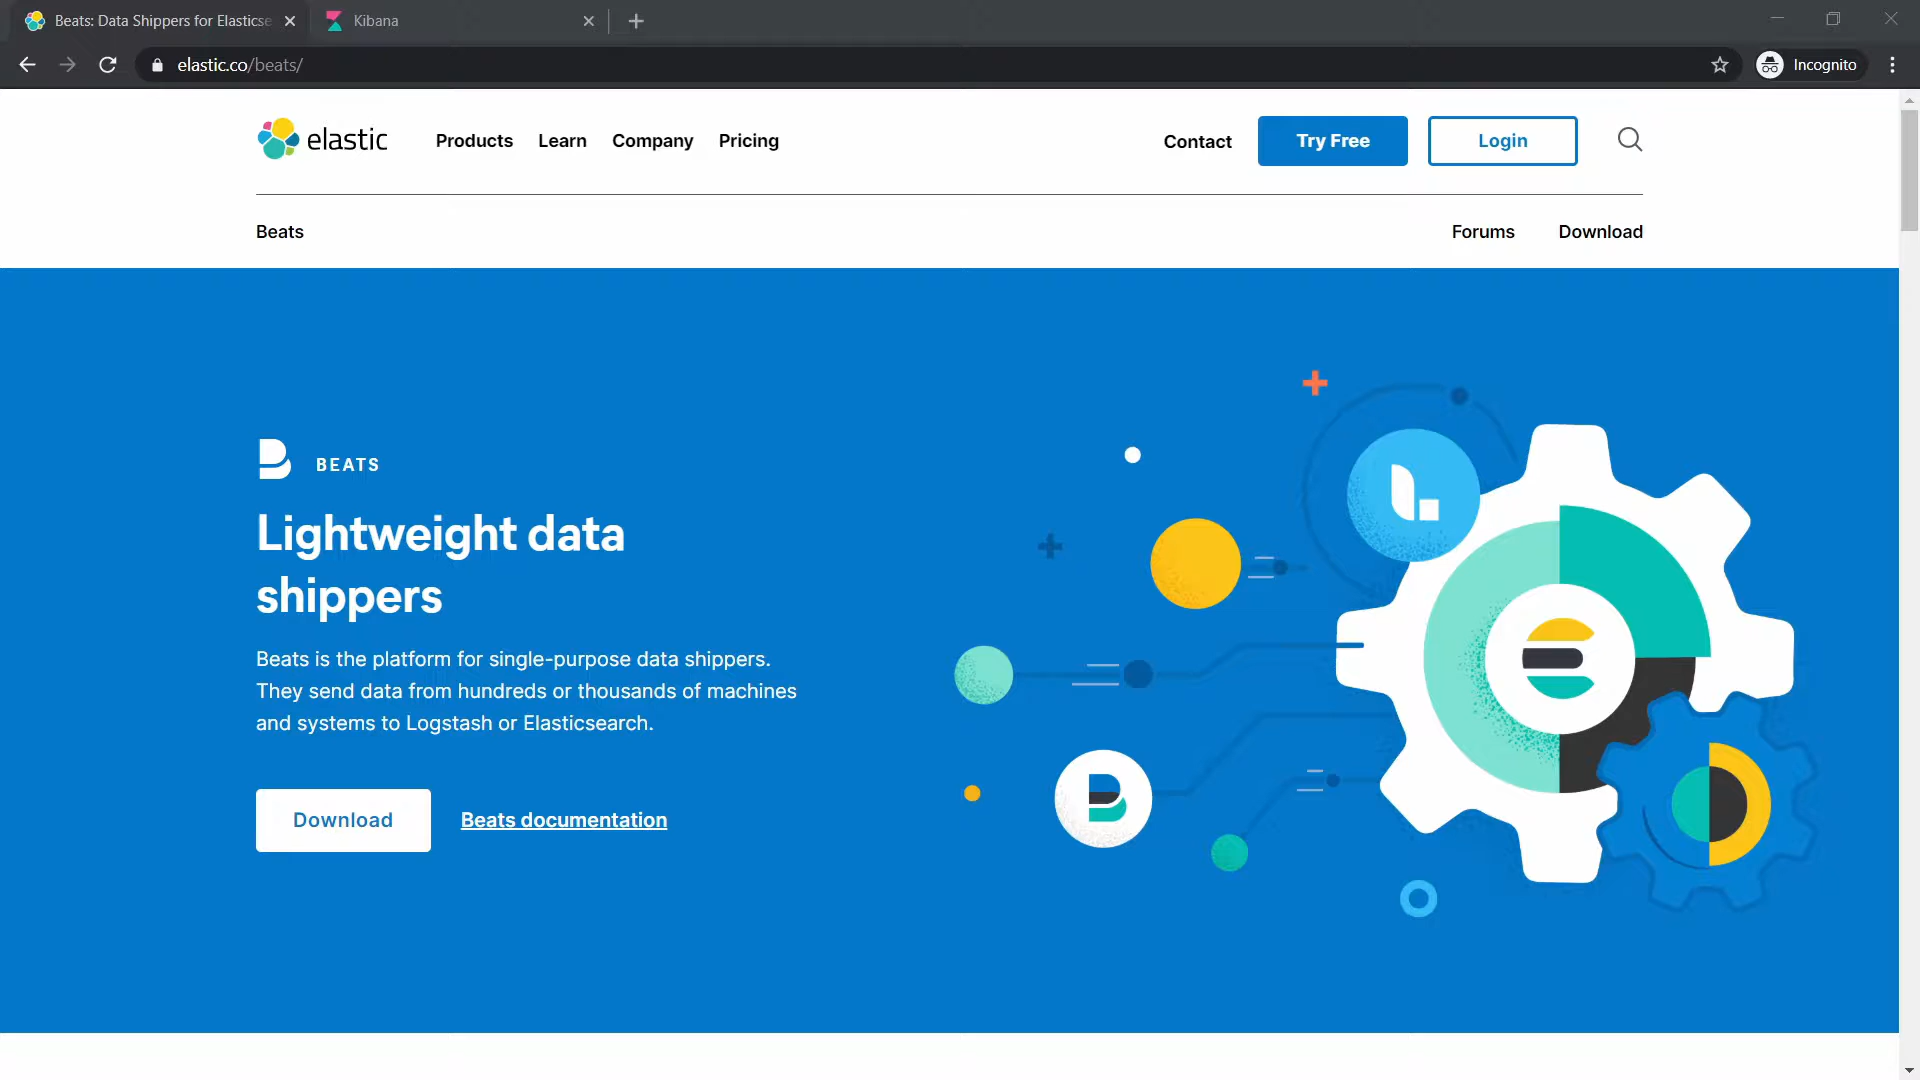 Beats: Data Shippers for Elasticse
Kibana
elastic.co/beats/
Incognito
elastic
Products
Learn
Company
Pricing
Contact
Try Free
Login
Beats
Forums
Download
BEATS
Lightweight data
shippers
Beats is the platform for single-purpose data shippers.
They send data from hundreds or thousands of machines
and systems to Logstash or Elasticsearch.
Download
Beats documentation